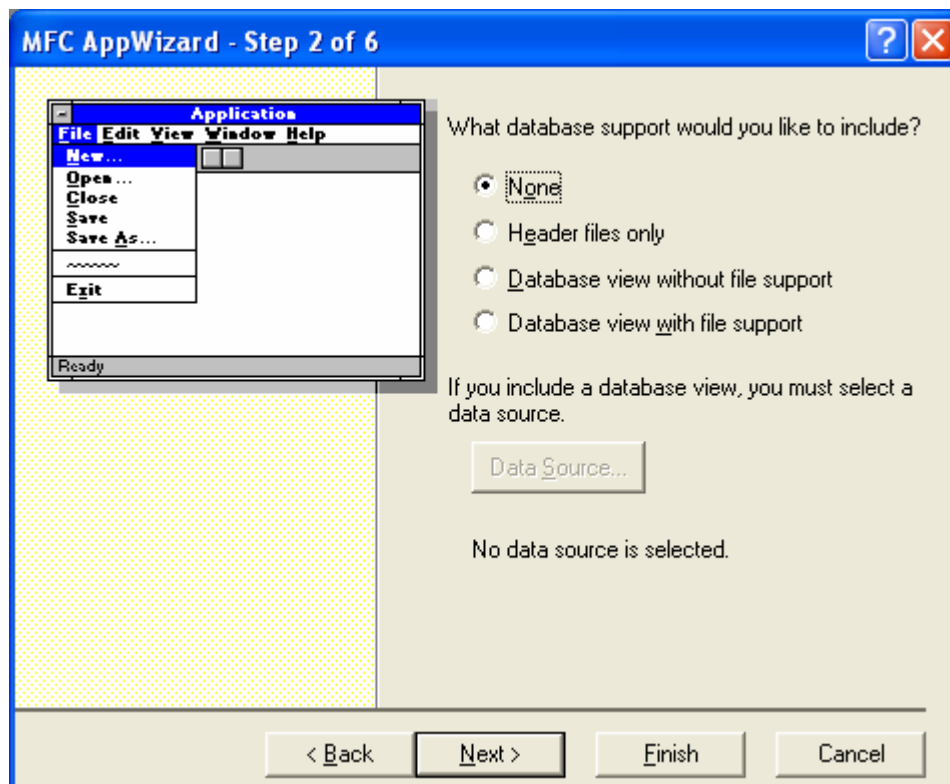 MFC AppWizard - Step 2 of 6
Application
File Edit View Window Help
New...
Open...
Close
Save
Save As...
Exit
Ready
What database support would you like to include?
None
Header files only
Database view without file support
Database view with file support
If you include a database view, you must select a
data source.
Data Source...
No data source is selected.
< Back Next > Finish Cancel